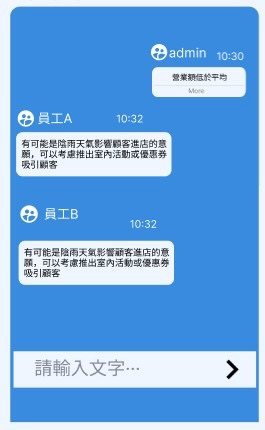 admin 10:30
營業額低於平均
More
員工A 10:32
有可能是陰雨天氣影響顧客進店的意
願，可以考慮推出室內活動或優惠券
吸引顧客
員工B
10:32
有可能是陰雨天氣影響顧客進店的意
願，可以考慮推出室內活動或優惠券
吸引顧客
請輸入文字⋯